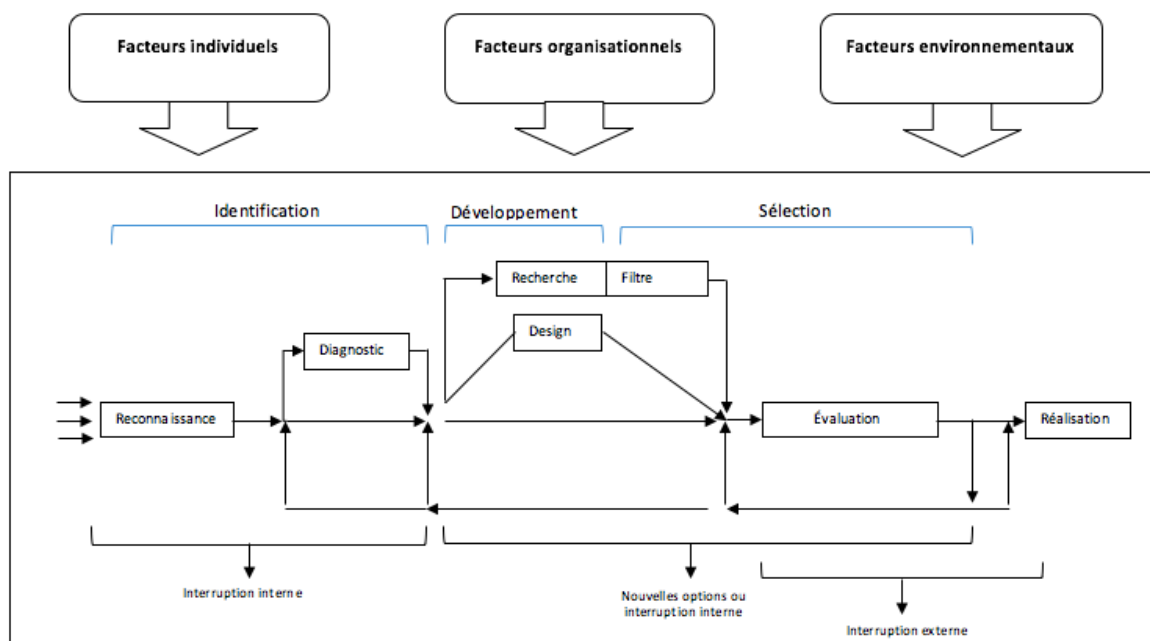 Facteurs individuels
Facteurs organisationnels
Facteurs environnementaux
Identification
Développement
Sélection
Recherche
Filtre
Design
Diagnostic
Reconnaissance
Évaluation
Réalisation
Interruption interne
Nouvelles options ou
interruption interne
Interruption externe